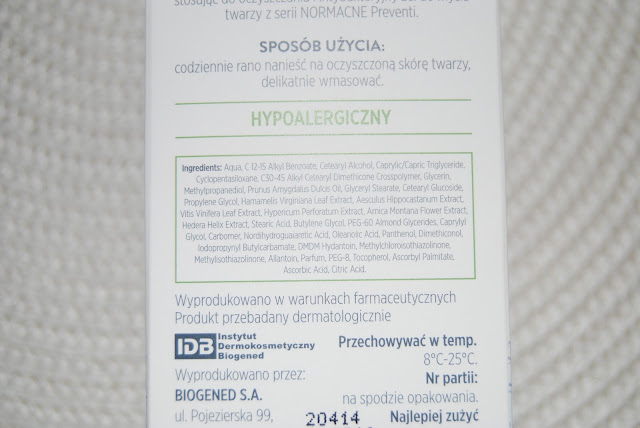 twarzy z serii NORMACNE Preventi.
SPOSÓB UŻYCIA:
codziennie rano nanieść na oczyszczoną skórę twarzy,
delikatnie wmasować.
HYPOALERGICZNY
Ingredients: Aqua, C 12-15 Alkyl Benzoate, Cetearyl Alcohol, Caprylic/Capric Triglyceride,
Cyclopentasiloxane, C30-45 Alkyl Cetearyl Dimethicone Crosspolymer, Glycerin,
Methylpropanediol, Prunus Amygdalus Dulcis Oil, Glyceryl Stearate, Cetearyl Glucoside,
Propylene Glycol, Hamamelis Virginiana Leaf Extract, Aesculus Hippocastanum Extract,
Vitis Vinifera Leaf Extract, Hypericum Perforatum Extract, Arnica Montana Flower Extract,
Hedera Helix Extract, Stearic Acid, Butylene Glycol, PEG-60 Almond Glycerides, Caprylyl
Glycol, Carbomer, Nordihydroguaiaretic Acid, Oleanolic Acid, Panthenol, Dimethiconol,
Iodopropynyl Butylcarbamate, DMDM Hydantoin, Methylchloroisothiazolinone,
Methylisothiazolinone, Allantoin, Parfum, PEG-8, Tocopherol, Ascorbyl Palmitate,
Ascorbic Acid, Citric Acid.
Wyprodukowano w warunkach farmaceutycznych
Produkt przebadany dermatologicznie
IDB Instytut
Dermokosmetyczny
Biogened
Przechowywać w temp.
8°C-25°C.
Wyprodukowano przez:
Nr partii:
BIOGENED S.A.
na spodzie opakowania.
ul. Pojezierska 99,
20414
Najlepiej zużyć